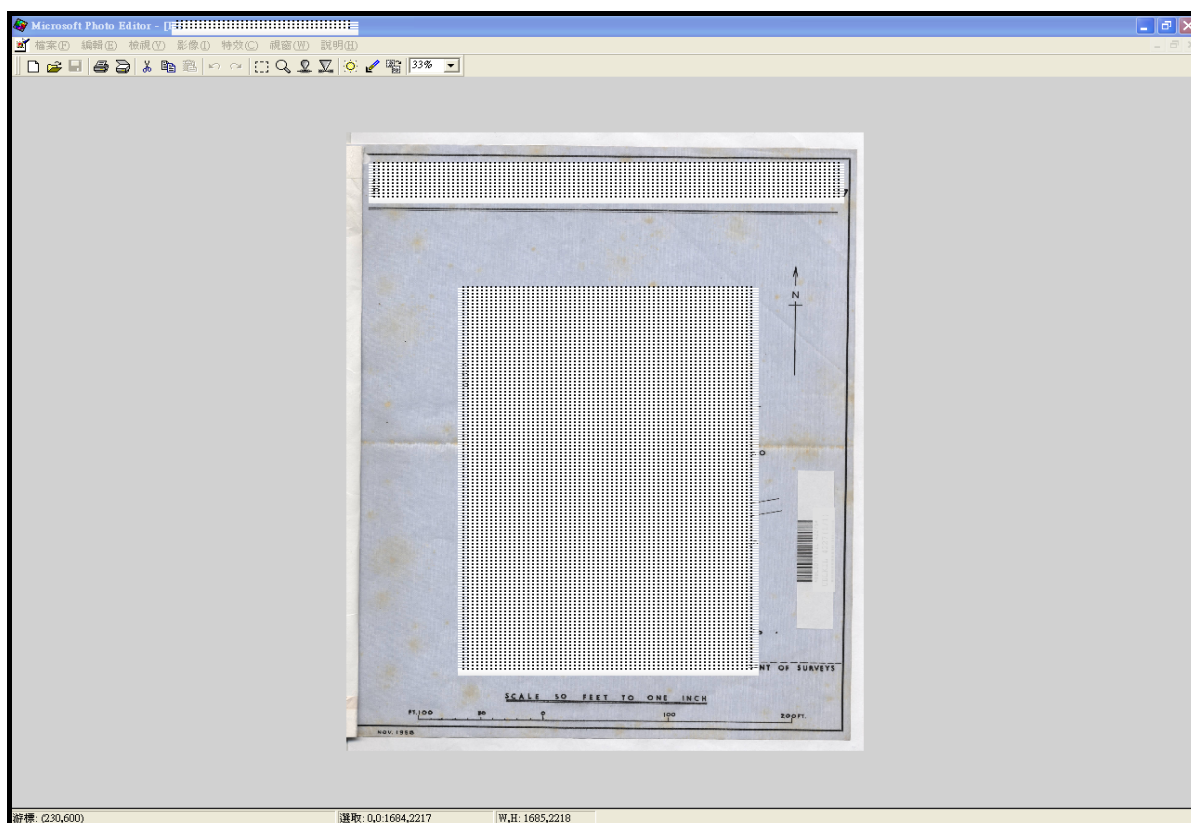 Microsoft Photo Editor - [
檔案(F) 編輯(E) 檢視(V) 影像(I) 特效(C) 視窗(W) 說明(H)
33%
N
NT OF SURVEYS
SCALE 50 FEET TO ONE INCH
FT.100 50 0 100 200FT.
NOV. 1958
游標: (230,600) 選取: 0,0:1684,2217 W,H: 1685,2218